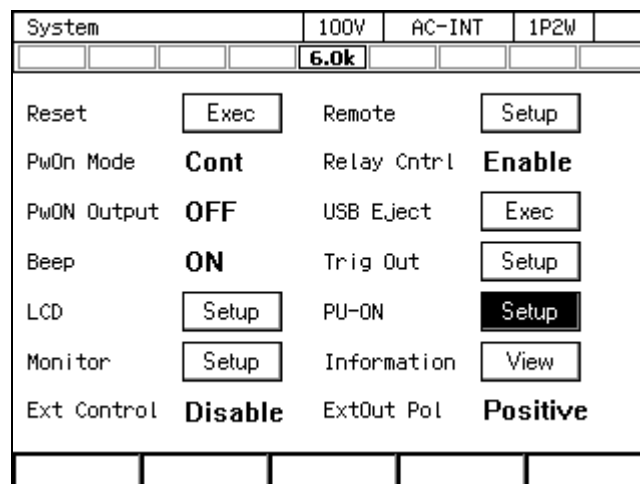 System 100V AC-INT 1P2W
6.0k
Reset Exec Remote Setup
PwOn Mode Cont Relay Cntrl Enable
PwON Output OFF USB Eject Exec
Beep ON Trig Out Setup
LCD Setup PU-ON Setup
Monitor Setup Information View
Ext Control Disable ExtOut Pol Positive